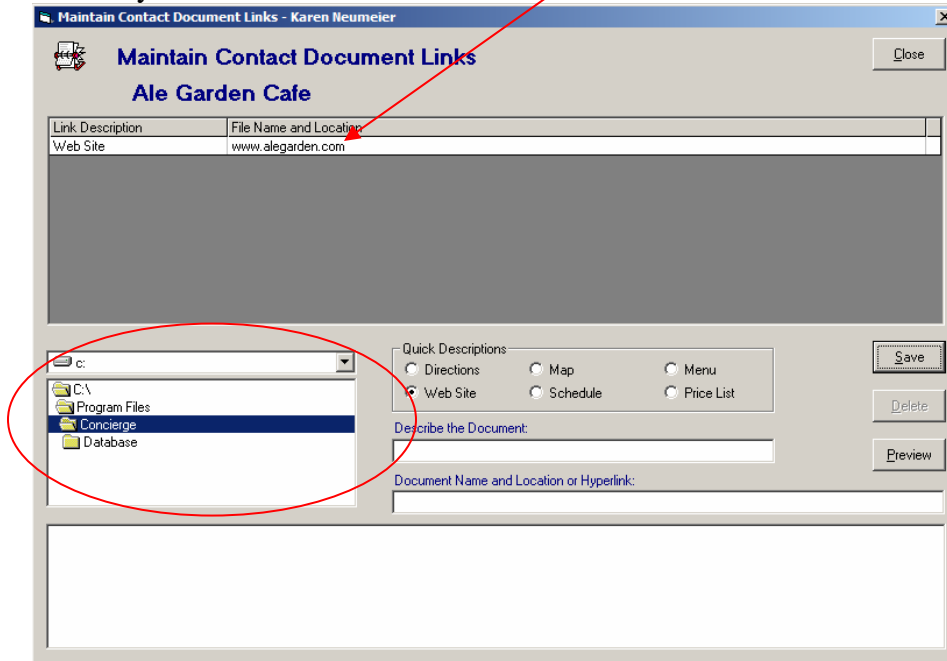 Maintain Contact Document Links - Karen Neumeier
Maintain Contact Document Links
Close
Ale Garden Cafe
Link Description File Name and Location
Web Site www.alegarden.com
c:
C:\
Program Files
Concierge
Database
Quick Descriptions
Directions Map Menu
Web Site Schedule Price List
Describe the Document:
Document Name and Location or Hyperlink:
Save
Delete
Preview